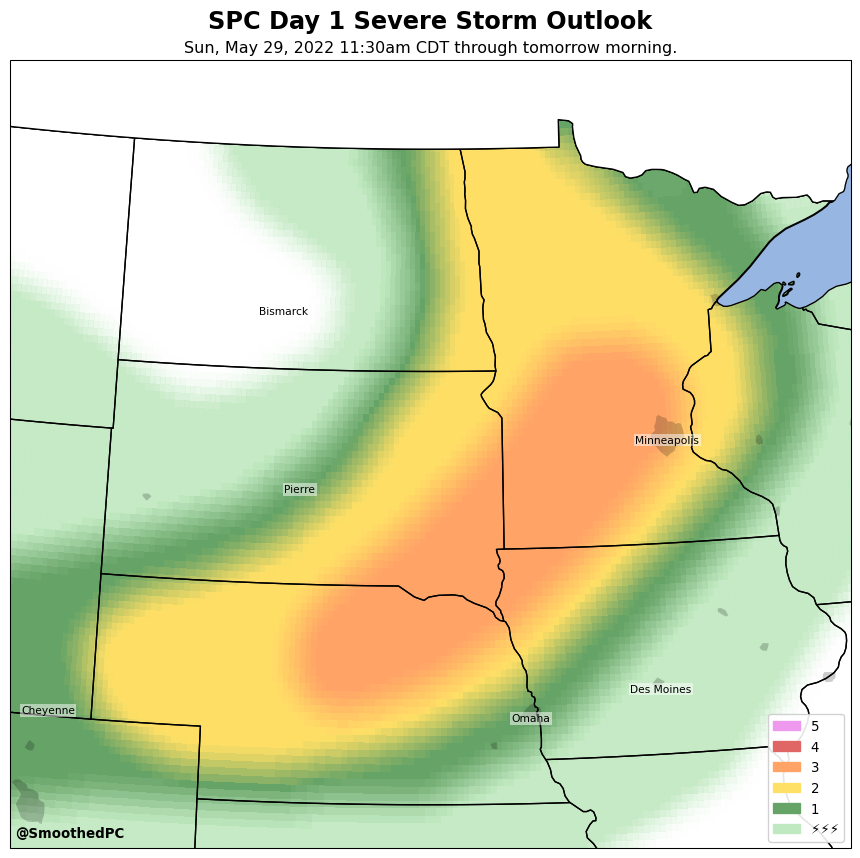 SPC Day 1 Severe Storm Outlook
Sun, May 29, 2022 11:30am CDT through tomorrow morning.
Bismarck
Minneapolis
Pierre
Des Moines
Cheyenne
Omaha
5
4
3
2
1
⚡⚡⚡
@SmoothedPC